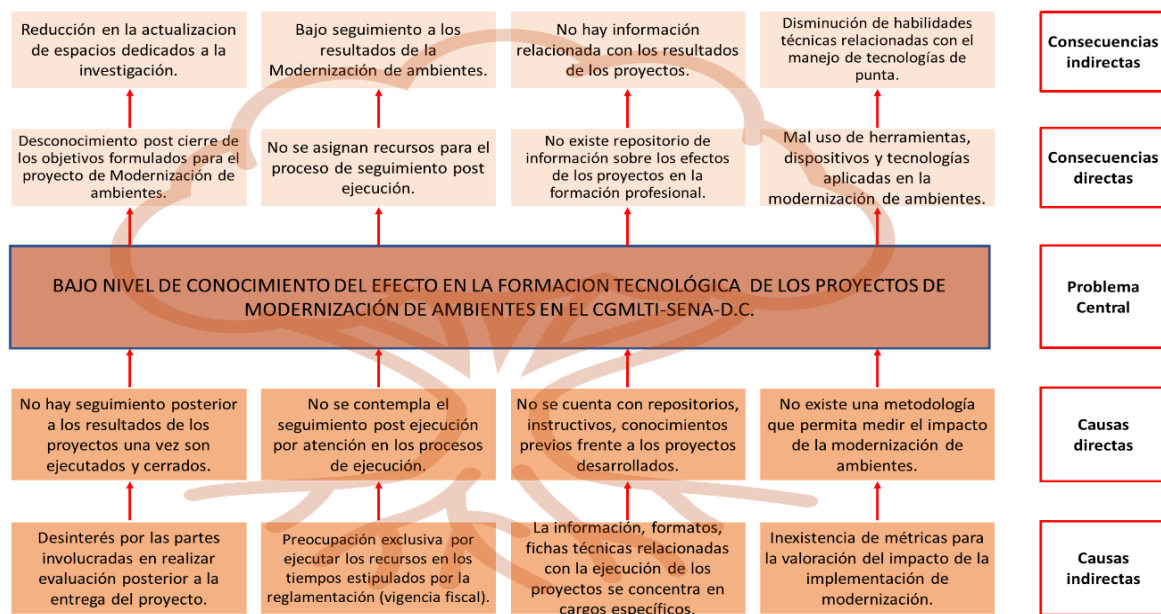 Reducción en la actualizacion
de espacios dedicados a la
investigación.
Bajo seguimiento a los
resultados de la
Modernización de ambientes.
No hay información
relacionada con los resultados
de los proyectos.
Disminución de habilidades
técnicas relacionadas con el
manejo de tecnologías de
punta.
Consecuencias
indirectas
Desconocimiento post cierre de
los objetivos formulados para el
proyecto de Modernización de
ambientes.
No se asignan recursos para el
proceso de seguimiento post
ejecución.
No existe repositorio de
información sobre los efectos
de los proyectos en la
formación profesional.
Mal uso de herramientas,
dispositivos y tecnologías
aplicadas en la
modernización de ambientes.
Consecuencias
directas
BAJO NIVEL DE CONOCIMIENTO DEL EFECTO EN LA FORMACION TECNOLÓGICA DE LOS PROYECTOS DE
MODERNIZACIÓN DE AMBIENTES EN EL CGMLTI-SENA-D.C.
Problema
Central
No hay seguimiento posterior
a los resultados de los
proyectos una vez son
ejecutados y cerrados.
No se contempla el
seguimiento post ejecución
por atención en los procesos
de ejecución.
No se cuenta con repositorios,
instructivos, conocimientos
previos frente a los proyectos
desarrollados.
No existe una metodología
que permita medir el impacto
de la modernización de
ambientes.
Causas
directas
Desinterés por las partes
involucradas en realizar
evaluación posterior a la
entrega del proyecto.
Preocupación exclusiva por
ejecutar los recursos en los
tiempos estipulados por la
reglamentación (vigencia fiscal).
La información, formatos,
fichas técnicas relacionadas
con la ejecución de los
proyectos se concentra en
cargos específicos.
Inexistencia de métricas para
la valoración del impacto de la
implementación de
modernización.
Causas
indirectas